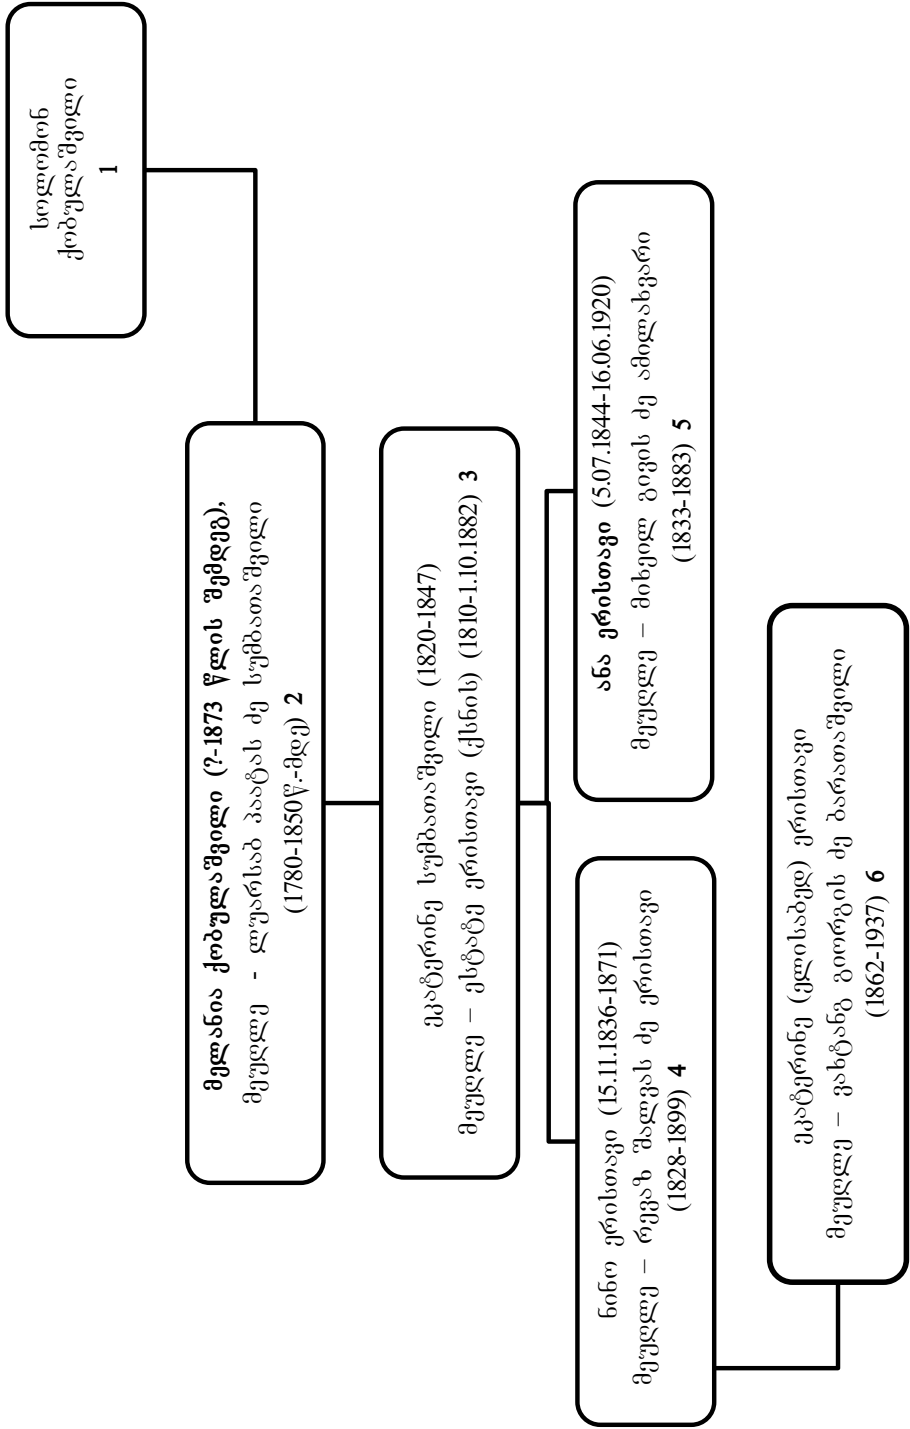 სოლომონ
ქობულაშვილი
1
მელანია ქობულაშვილი (?-1873 წლის შემდეგ),
მეუღლე - ლუარსაბ პაატას ძე სუმბათაშვილი
(1780-1850წ.-მდე) 2
ეკატერინე სუმბათაშვილი (1820-1847)
მეუღლე – ესტატე ერისთავი (ქსნის) (1810-1.10.1882) 3
ნინო ერისთავი (15.11.1836-1871)
მეუღლე – რევაზ შალვას ძე ერისთავი
(1828-1899) 4
ანა ერისთავი (5.07.1844-16.06.1920)
მეუღლე – მიხეილ გივის ძე ამილახვარი
(1833-1883) 5
ეკატერინე (ელისაბედ) ერისთავი
მეუღლე – ვახტანგ გიორგის ძე ბარათაშვილი
(1862-1937) 6